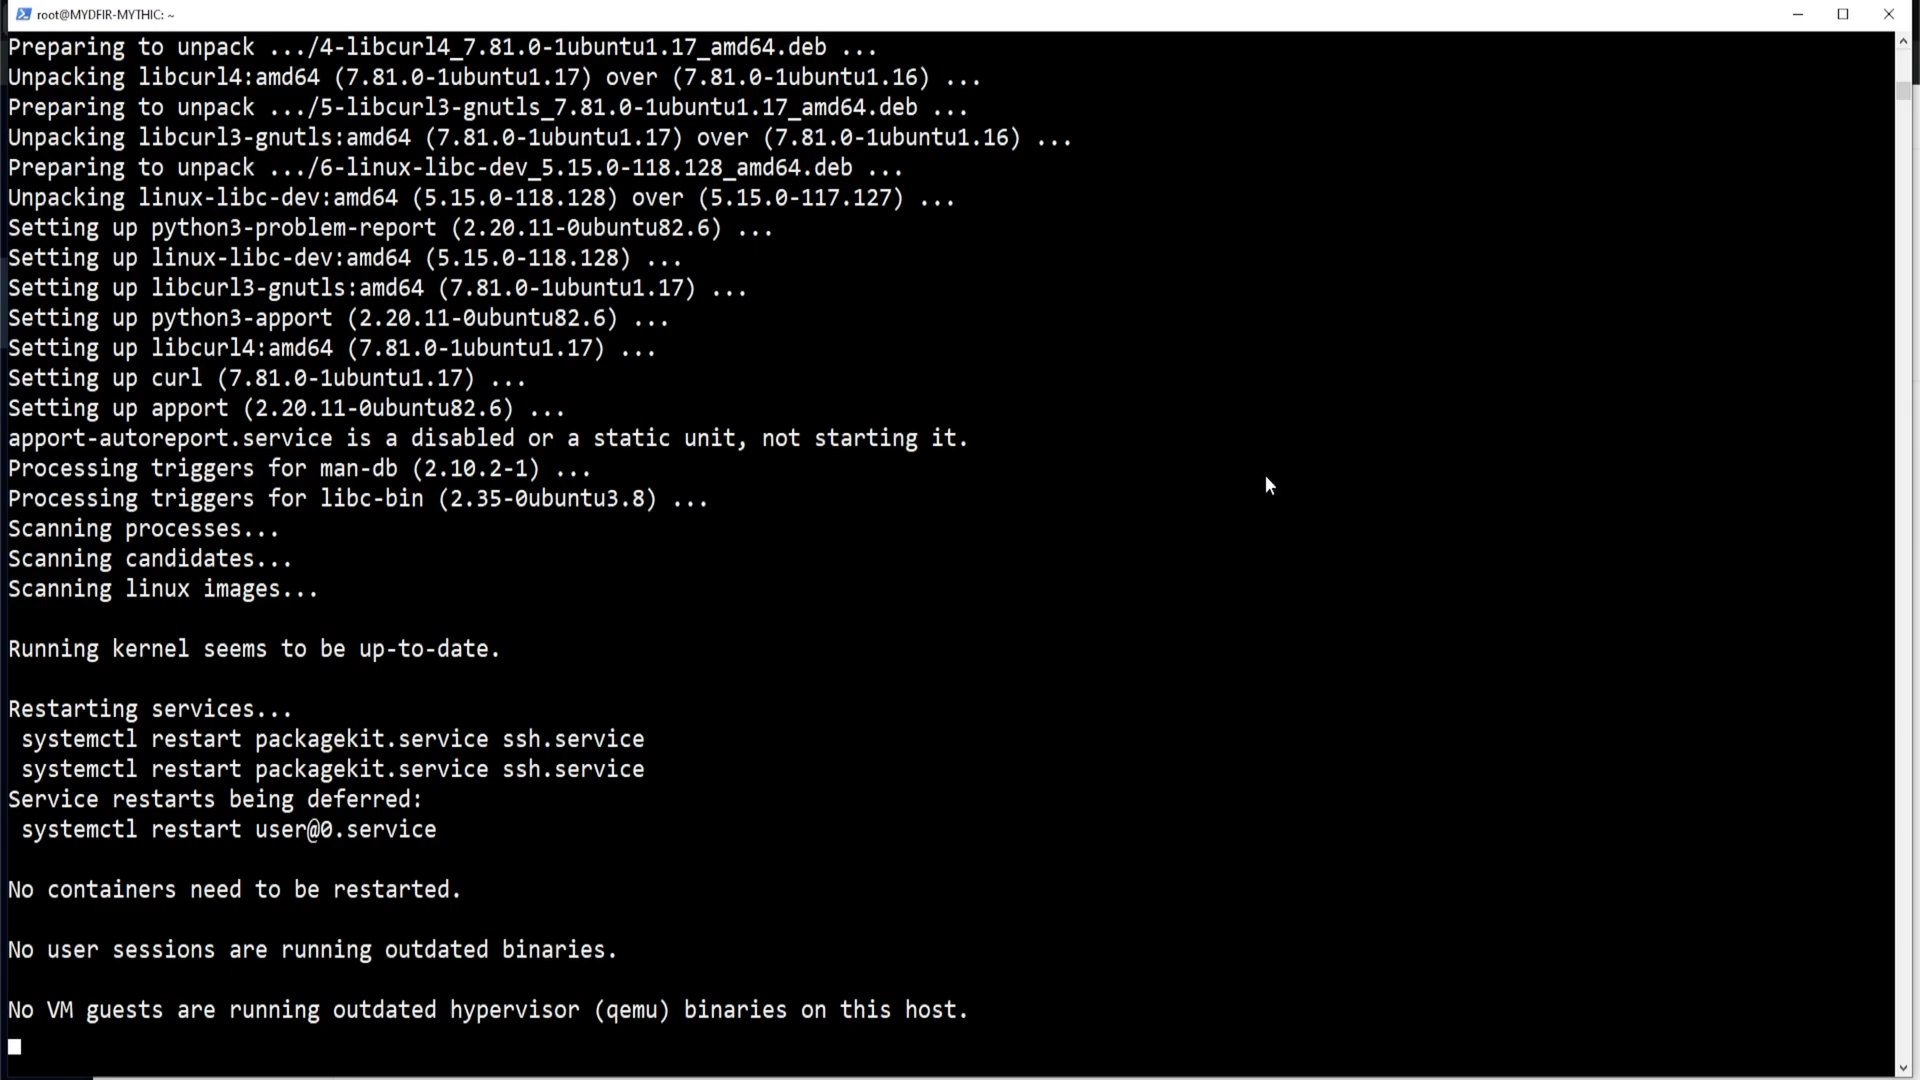 root@MYDFIR-MYTHIC: ~
Preparing to unpack .../4-libcurl4_7.81.0-1ubuntu1.17_amd64.deb ...
Unpacking libcurl4:amd64 (7.81.0-1ubuntu1.17) over (7.81.0-1ubuntu1.16) ...
Preparing to unpack .../5-libcurl3-gnutls_7.81.0-1ubuntu1.17_amd64.deb ...
Unpacking libcurl3-gnutls:amd64 (7.81.0-1ubuntu1.17) over (7.81.0-1ubuntu1.16) ...
Preparing to unpack .../6-linux-libc-dev_5.15.0-118.128_amd64.deb ...
Unpacking linux-libc-dev:amd64 (5.15.0-118.128) over (5.15.0-117.127) ...
Setting up python3-problem-report (2.20.11-0ubuntu82.6) ...
Setting up linux-libc-dev:amd64 (5.15.0-118.128) ...
Setting up libcurl3-gnutls:amd64 (7.81.0-1ubuntu1.17) ...
Setting up python3-apport (2.20.11-0ubuntu82.6) ...
Setting up libcurl4:amd64 (7.81.0-1ubuntu1.17) ...
Setting up curl (7.81.0-1ubuntu1.17) ...
Setting up apport (2.20.11-0ubuntu82.6) ...
apport-autoreport.service is a disabled or a static unit, not starting it.
Processing triggers for man-db (2.10.2-1) ...
Processing triggers for libc-bin (2.35-0ubuntu3.8) ...
Scanning processes...
Scanning candidates...
Scanning linux images...
Running kernel seems to be up-to-date.
Restarting services...
systemctl restart packagekit.service ssh.service
systemctl restart packagekit.service ssh.service
Service restarts being deferred:
systemctl restart user@0.service
No containers need to be restarted.
No user sessions are running outdated binaries.
No VM guests are running outdated hypervisor (qemu) binaries on this host.